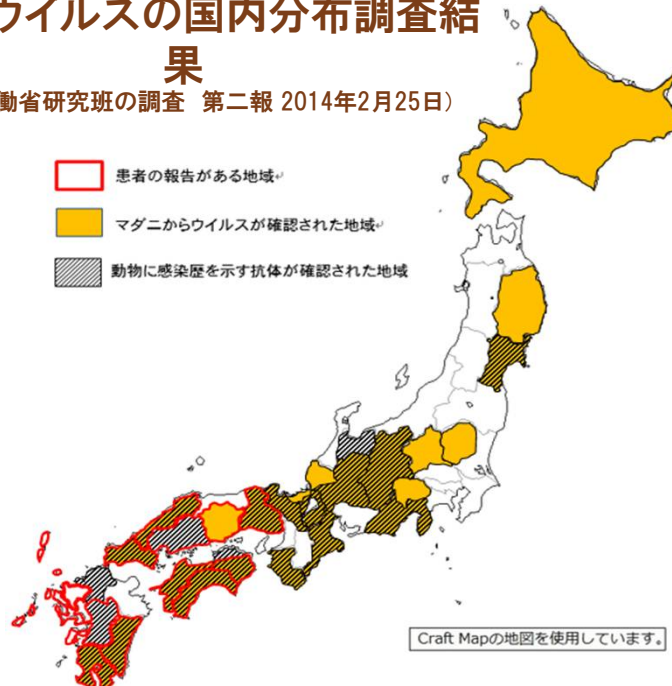 ウイルスの国内分布調査結
果
働省研究班の調査 第二報 2014年2月25日）
患者の報告がある地域
マダニからウイルスが確認された地域
動物に感染歴を示す抗体が確認された地域
Craft Mapの地図を使用しています。